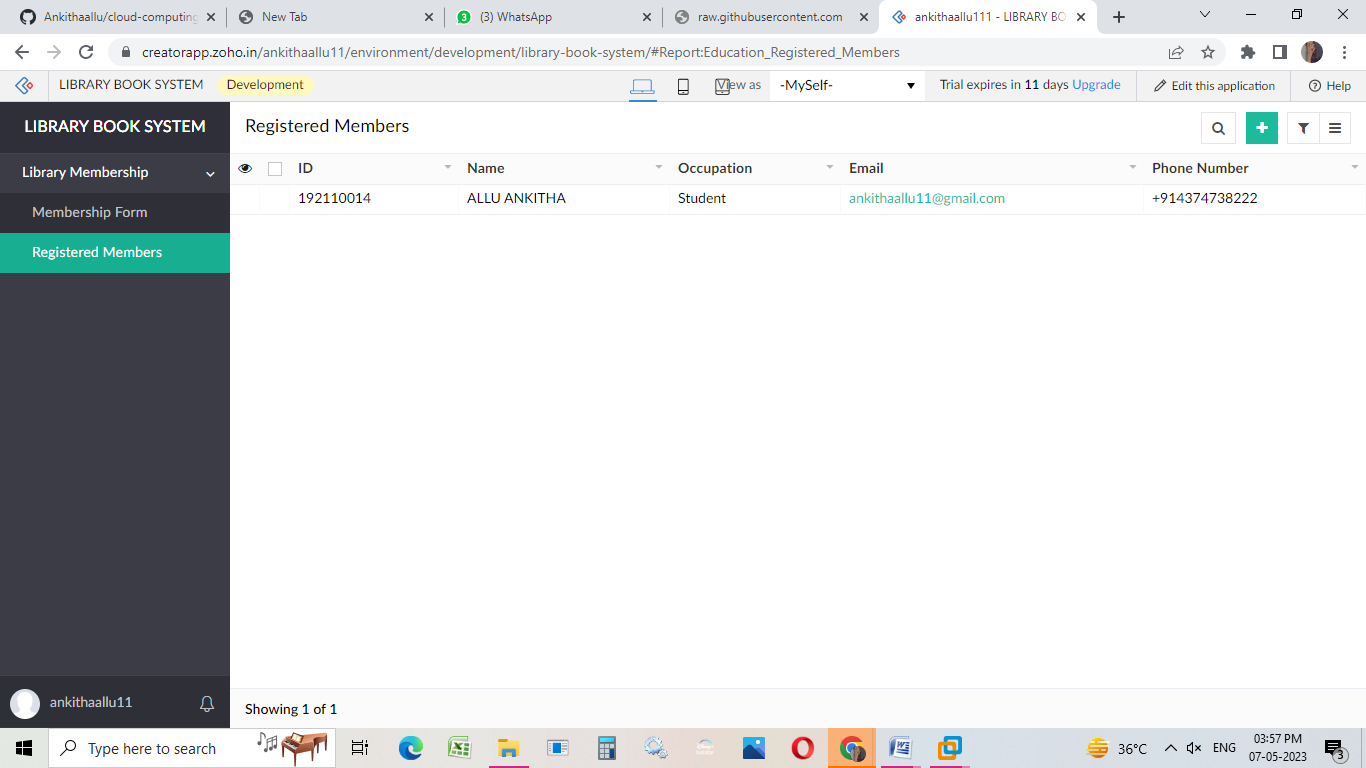 Ankithaallu/cloud-computing
New Tab
(3) WhatsApp
raw.githubusercontent.com
ankithaallu111 - LIBRARY BO
creatorapp.zoho.in/ankithaallu11/environment/development/library-book-system/#Report:Education_Registered_Members
LIBRARY BOOK SYSTEM
Development
View as
-MySelf-
Trial expires in 11 days Upgrade
Edit this application
Help
LIBRARY BOOK SYSTEM
Library Membership
Membership Form
Registered Members
Registered Members
ID Name Occupation Email Phone Number
192110014 ALLU ANKITHA Student ankithaallu11@gmail.com +914374738222
ankithaallu11
Showing 1 of 1
Type here to search
36°C
ENG
03:57 PM
07-05-2023
3